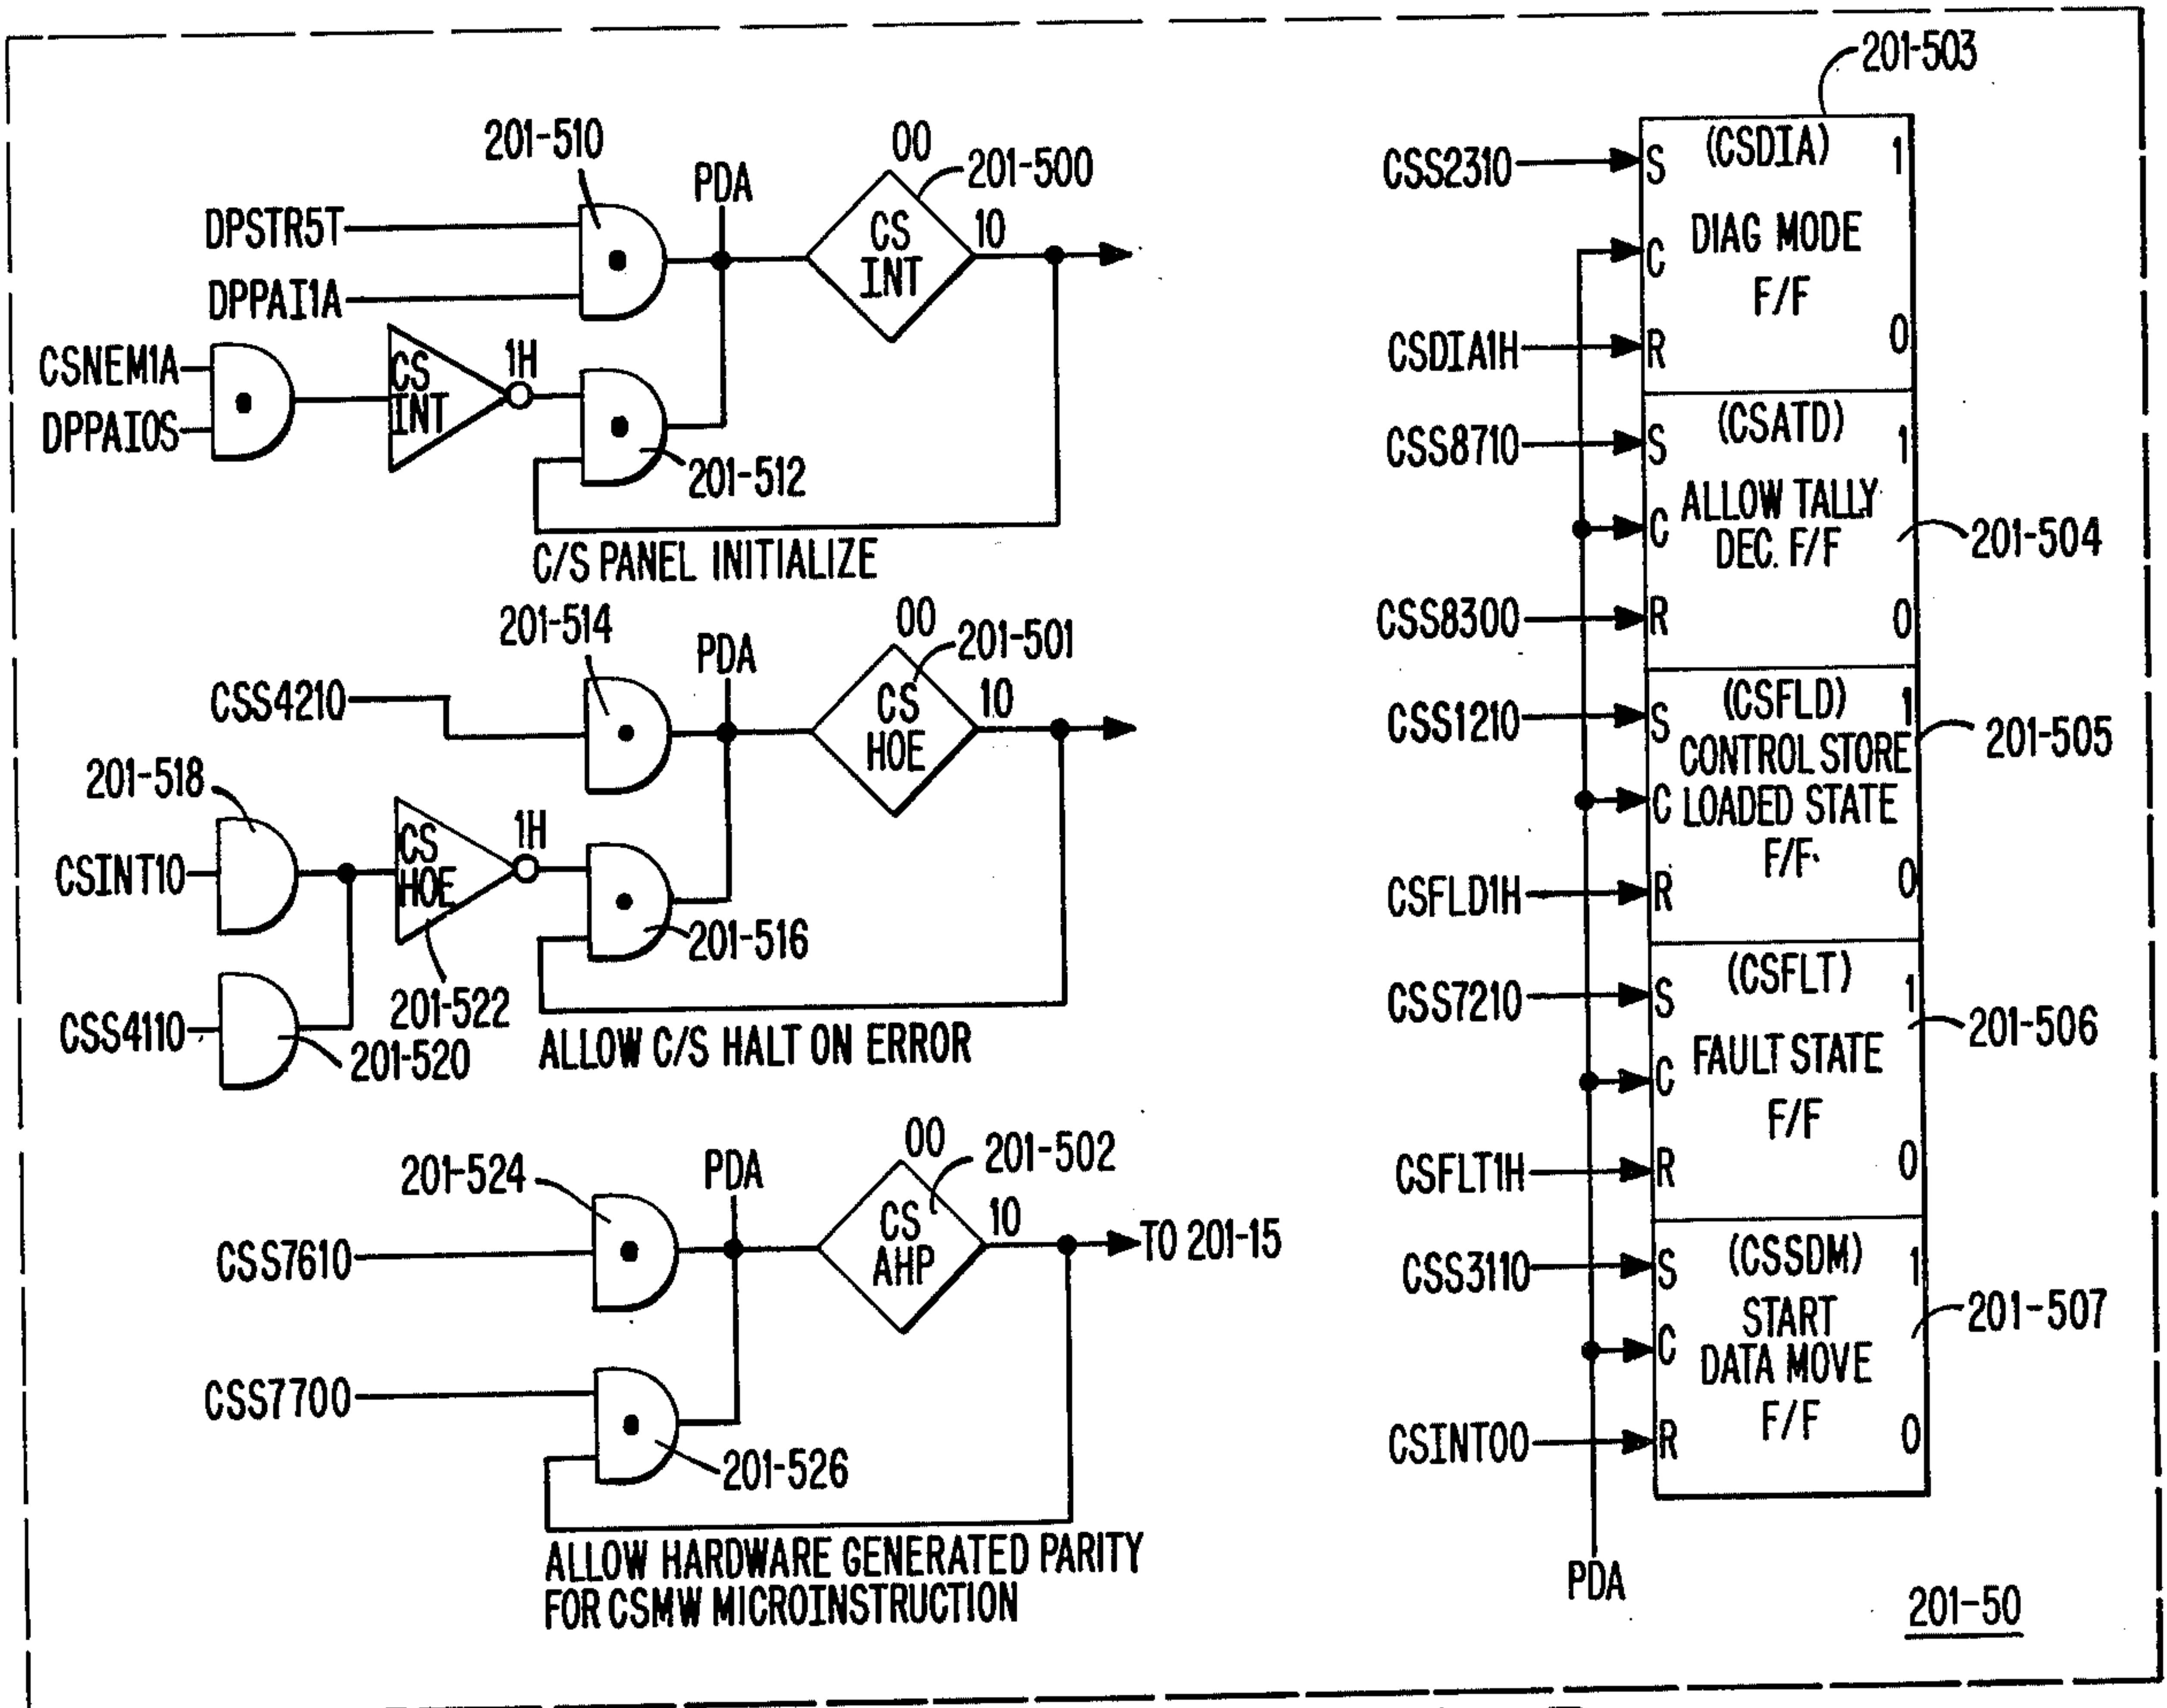 201-510
PDA
00
201-500
DPSTR5T
DPPAI1A
CS
INT
10
CSNEM1A
DPPAI0S
CS
INT
1H
201-512
C/S PANEL INITIALIZE
201-514
PDA
00
201-501
CSS4210
CS
HOE
10
201-518
CSINT10
CS
HOE
1H
201-516
CSS4110
201-522
201-520
ALLOW C/S HALT ON ERROR
201-524
PDA
00
201-502
CSS7610
CS
AHP
10
TO 201-15
CSS7700
201-526
ALLOW HARDWARE GENERATED PARITY
FOR CSMW MICROINSTRUCTION
201-503
CSS2310
S
(CSDIA)
1
C
DIAG MODE
F/F
CSDIA1H
R
0
CSS8710
S
(CSATD)
1
C
ALLOW TALLY
DEC. F/F
201-504
CSS8300
R
0
CSS1210
S
(CSFLD)
1
CONTROL STORE
201-505
C
LOADED STATE
F/F
CSFLD1H
R
0
CSS7210
S
(CSFLT)
1
201-506
C
FAULT STATE
F/F
CSFLT1H
R
0
CSS3110
S
(CSSDM)
1
START
201-507
C
DATA MOVE
F/F
CSINT00
R
0
PDA
201-50